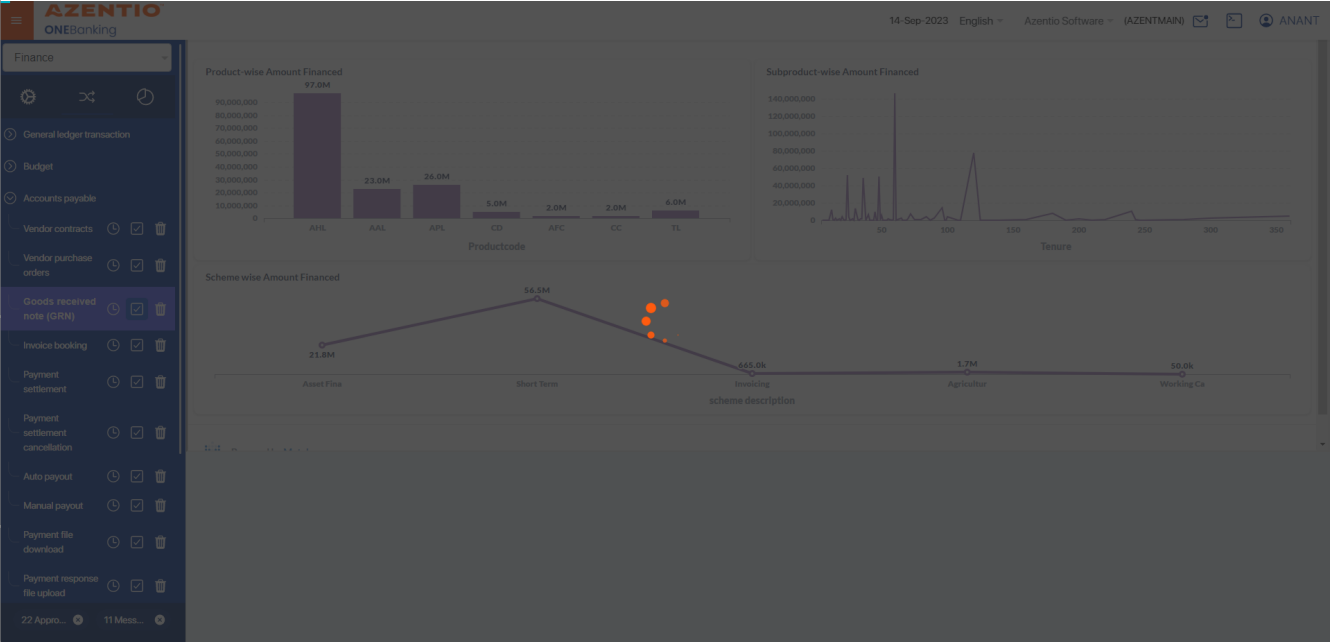 AZENTIO
ONEBanking
14-Sep-2023 English Azentio Software (AZENTMAIN) ANANT
Finance
General ledger transaction
Budget
Accounts payable
Vendor contracts
Vendor purchase
orders
Goods received
note (GRN)
Invoice booking
Payment
settlement
Payment
settlement
cancellation
Auto payout
Manual payout
Payment file
download
Payment response
file upload
22 Appro... 11 Mess...
Product-wise Amount Financed
97.0M
90,000,000
80,000,000
70,000,000
60,000,000
50,000,000
40,000,000
30,000,000
20,000,000
10,000,000
0
23.0M
26.0M
5.0M
2.0M
2.0M
6.0M
AHL AAL APL CD AFC CC TL
Productcode
Subproduct-wise Amount Financed
140,000,000
120,000,000
100,000,000
80,000,000
60,000,000
40,000,000
20,000,000
0
50 100 150 200 250 300 350
Tenure
Scheme wise Amount Financed
56.5M
21.8M
665.0k
1.7M
50.0k
Asset Fina Short Term Invoicing Agricultur Working Ca
scheme description